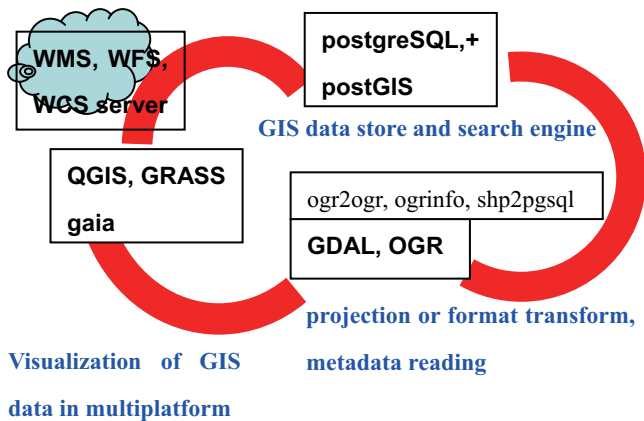 WMS, WFS,
WCS server
postgreSQL,+
postGIS
GIS data store and search engine
QGIS, GRASS
gaia
ogr2ogr, ogrinfo, shp2pgsql
GDAL, OGR
projection or format transform,
metadata reading
Visualization of GIS
data in multiplatform